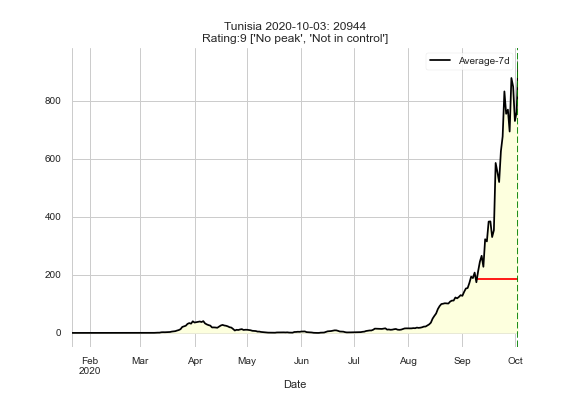 Tunisia 2020-10-03: 20944
Rating:9 ['No peak', 'Not in control']
Average-7d
800
600
400
200
0
Feb Mar Apr May Jun Jul Aug Sep Oct
2020
Date